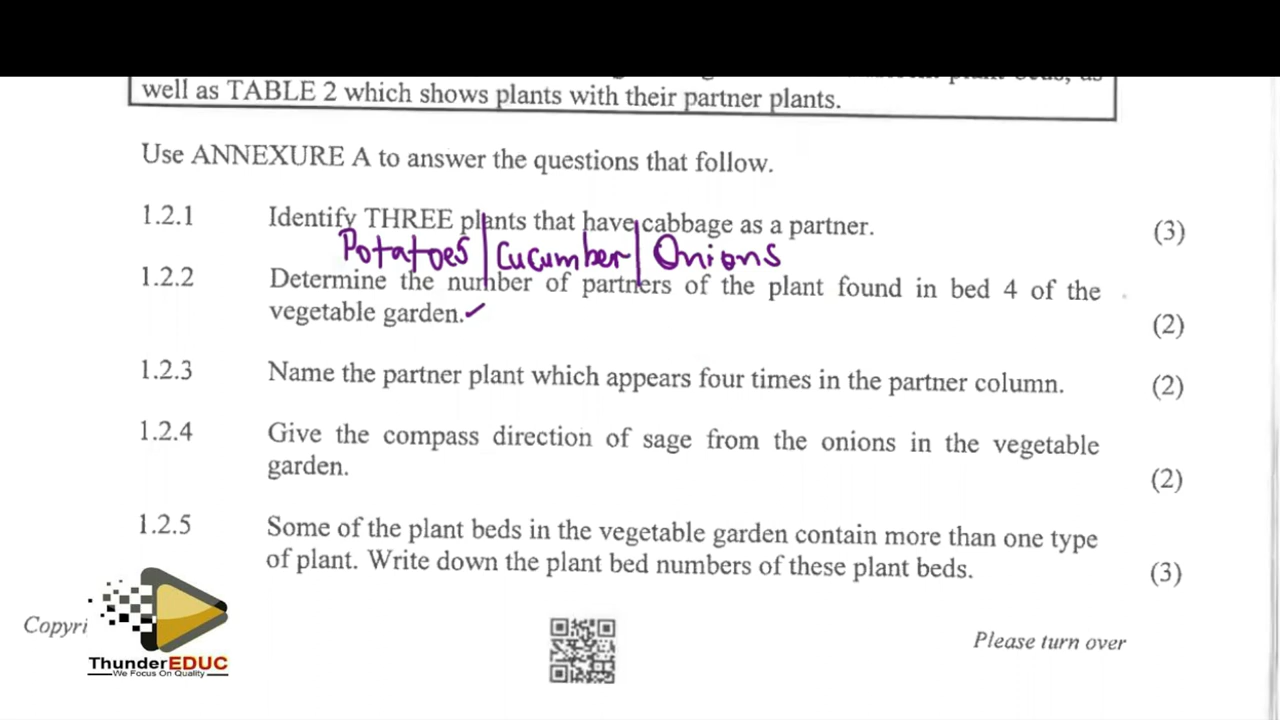 well as TABLE 2 which shows plants with their partner plants.
Use ANNEXURE A to answer the questions that follow.
1.2.1 Identify THREE plants that have cabbage as a partner. (3)
Potatoes | Cucumber | Onions
1.2.2 Determine the number of partners of the plant found in bed 4 of the
vegetable garden. (2)
1.2.3 Name the partner plant which appears four times in the partner column. (2)
1.2.4 Give the compass direction of sage from the onions in the vegetable
garden. (2)
1.2.5 Some of the plant beds in the vegetable garden contain more than one type
of plant. Write down the plant bed numbers of these plant beds. (3)
Copyri
Please turn over
ThunderEDUC
We Focus On Quality